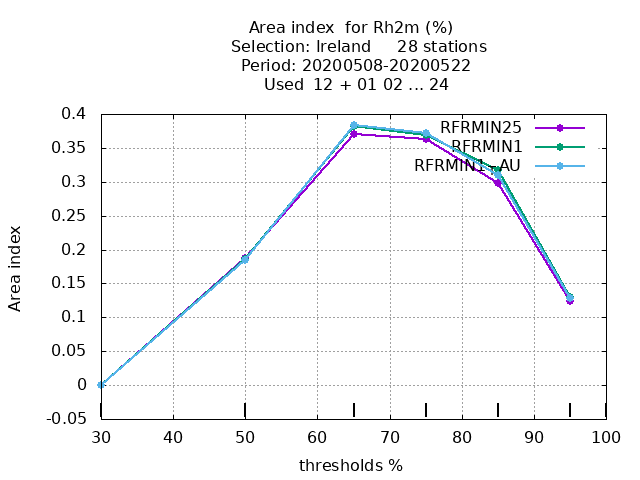 Area index  for Rh2m (%)
Selection: Ireland     28 stations
Period: 20200508-20200522
Used  12 + 01 02 ... 24
RFRMIN25
RFRMIN1
RFRMIN1-AU
Area index
0.4
0.35
0.3
0.25
0.2
0.15
0.1
0.05
0
-0.05
30 40 50 60 70 80 90 100
thresholds %